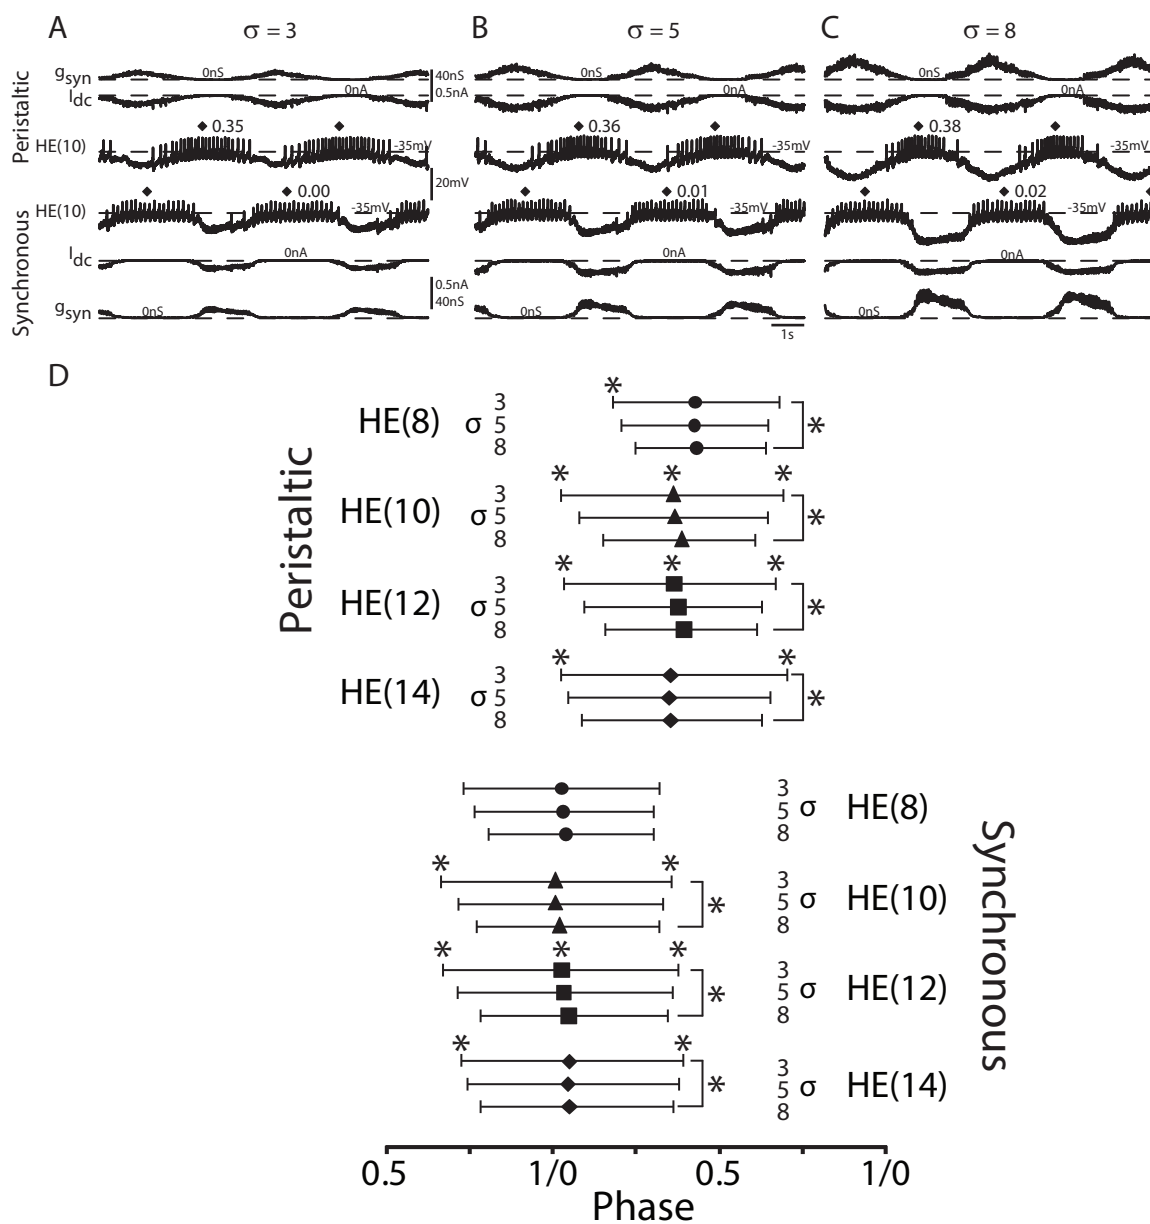 A σ = 3 B σ = 5 C σ = 8
Peristaltic
g_syn 0nS 40nS 0nS 0nS
I_dc 0nA 0.5nA 0nA 0nA
HE(10) 0.35 -35mV 0.36 -35mV 0.38 -35mV
20mV
Synchronous
HE(10) 0.00 -35mV 0.01 -35mV 0.02 -35mV
I_dc 0nA 0nA 0nA
0.5nA
40nS
g_syn 0nS 0nS 0nS
1s
D
Peristaltic
*
3
HE(8) σ 5 *
8
* * *
3
HE(10) σ 5 *
8
* * *
3
HE(12) σ 5 *
8
* *
3
HE(14) σ 5 *
8
Synchronous
3
5 σ HE(8)
8
* *
3
* 5 σ HE(10)
8
* * *
3
* 5 σ HE(12)
8
* *
3
* 5 σ HE(14)
8
0.5 1/0 0.5 1/0
Phase